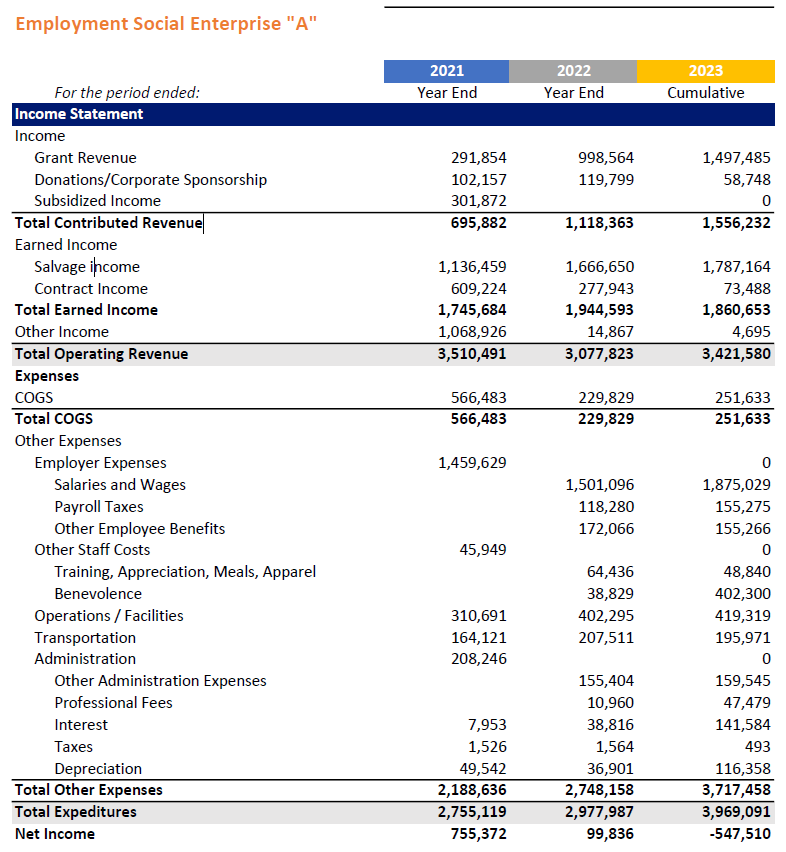 Employment Social Enterprise "A"
2021 2022 2023
For the period ended: Year End Year End Cumulative
Income Statement
Income
Grant Revenue 291,854 998,564 1,497,485
Donations/Corporate Sponsorship 102,157 119,799 58,748
Subsidized Income 301,872 0
Total Contributed Revenue 695,882 1,118,363 1,556,232
Earned Income
Salvage income 1,136,459 1,666,650 1,787,164
Contract Income 609,224 277,943 73,488
Total Earned Income 1,745,684 1,944,593 1,860,653
Other Income 1,068,926 14,867 4,695
Total Operating Revenue 3,510,491 3,077,823 3,421,580
Expenses
COGS 566,483 229,829 251,633
Total COGS 566,483 229,829 251,633
Other Expenses
Employer Expenses 1,459,629 0
Salaries and Wages 1,501,096 1,875,029
Payroll Taxes 118,280 155,275
Other Employee Benefits 172,066 155,266
Other Staff Costs 45,949 0
Training, Appreciation, Meals, Apparel 64,436 48,840
Benevolence 38,829 402,300
Operations / Facilities 310,691 402,295 419,319
Transportation 164,121 207,511 195,971
Administration 208,246 0
Other Administration Expenses 155,404 159,545
Professional Fees 10,960 47,479
Interest 7,953 38,816 141,584
Taxes 1,526 1,564 493
Depreciation 49,542 36,901 116,358
Total Other Expenses 2,188,636 2,748,158 3,717,458
Total Expeditures 2,755,119 2,977,987 3,969,091
Net Income 755,372 99,836 -547,510